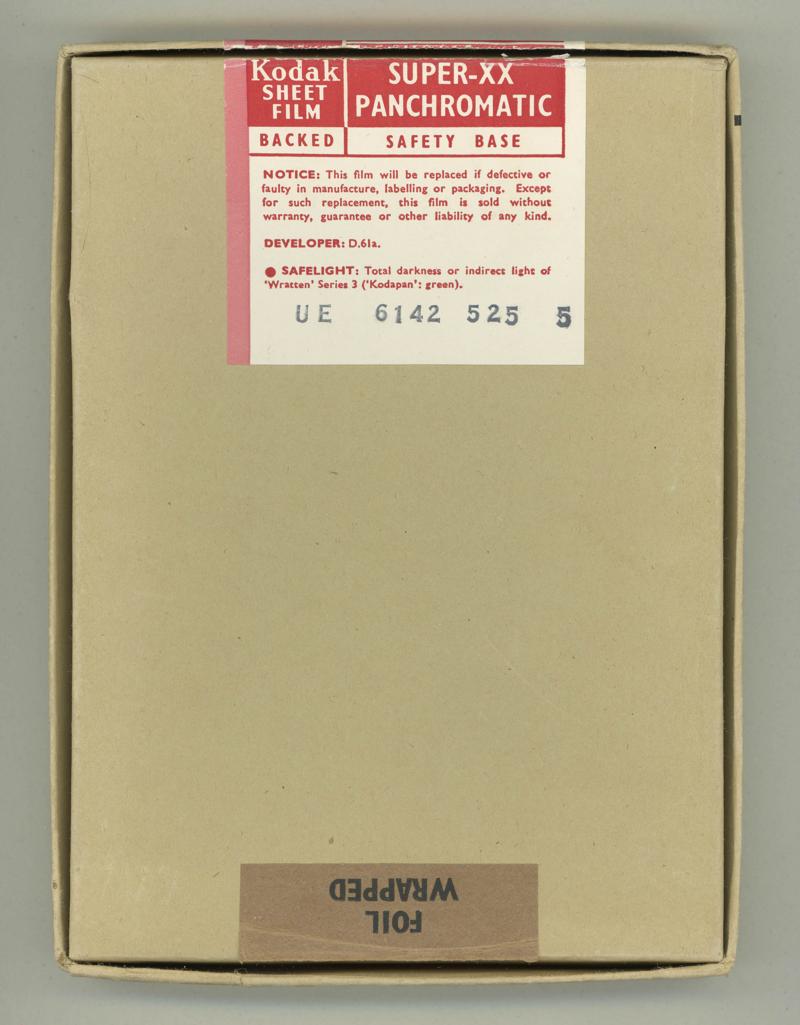 Kodak
SHEET
FILM
SUPER-XX
PANCHROMATIC
BACKED
SAFETY BASE
NOTICE: This film will be replaced if defective or
faulty in manufacture, labelling or packaging. Except
for such replacement, this film is sold without
warranty, guarantee or other liability of any kind.
DEVELOPER: D.61a.
● SAFELIGHT: Total darkness or indirect light of
'Wratten' Series 3 ('Kodapan': green).
UE 6142 525 5
FOIL
WRAPPED